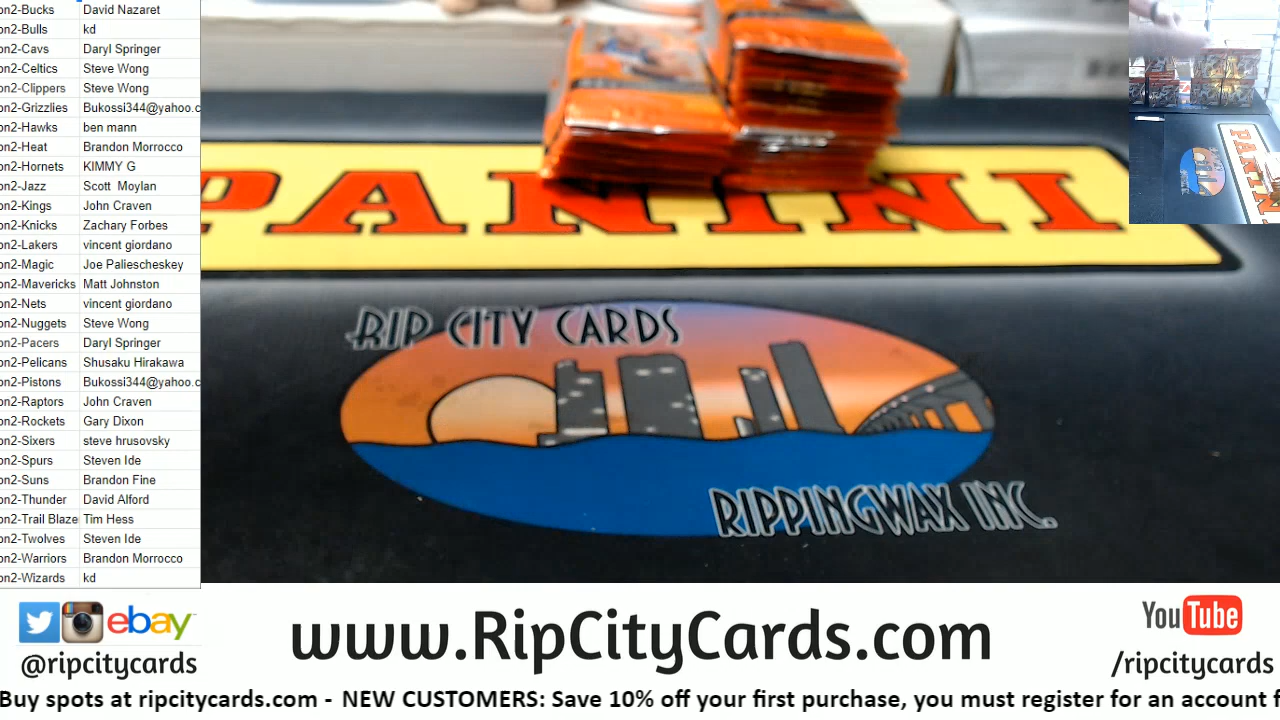 on2-Bucks David Nazaret
on2-Bulls kd
on2-Cavs Daryl Springer
on2-Celtics Steve Wong
on2-Clippers Steve Wong
on2-Grizzlies Bukossi344@yahoo.c
on2-Hawks ben mann
on2-Heat Brandon Morrocco
on2-Hornets KIMMY G
on2-Jazz Scott Moylan
on2-Kings John Craven
on2-Knicks Zachary Forbes
on2-Lakers vincent giordano
on2-Magic Joe Paliescheskey
on2-Mavericks Matt Johnston
on2-Nets vincent giordano
on2-Nuggets Steve Wong
on2-Pacers Daryl Springer
on2-Pelicans Shusaku Hirakawa
on2-Pistons Bukossi344@yahoo.c
on2-Raptors John Craven
on2-Rockets Gary Dixon
on2-Sixers steve hrusovsky
on2-Spurs Steven Ide
on2-Suns Brandon Fine
on2-Thunder David Alford
on2-Trail Blaze Tim Hess
on2-Twolves Steven Ide
on2-Warriors Brandon Morrocco
on2-Wizards kd
PANINI
RIP CITY CARDS
RIPPINGWAX INC.
PANINI
ebay
@ripcitycards
www.RipCityCards.com
YouTube
/ripcitycards
Buy spots at ripcitycards.com - NEW CUSTOMERS: Save 10% off your first purchase, you must register for an account f